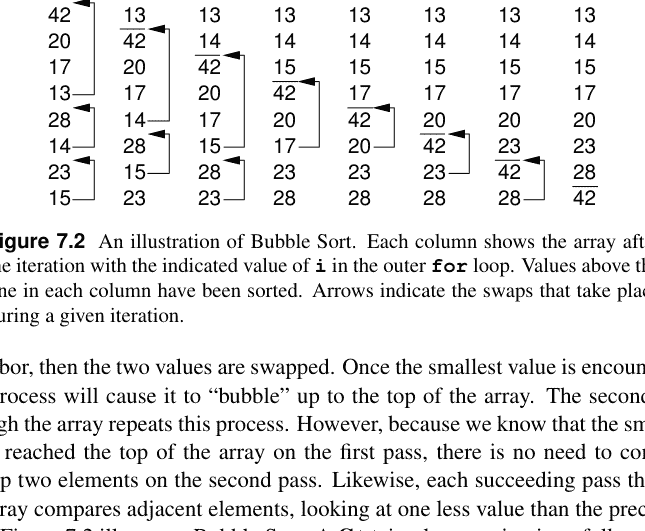 42 13 13 13 13 13 13 13
20 42 14 14 14 14 14 14
17 20 42 15 15 15 15 15
13 17 20 42 17 17 17 17
28 14 17 20 42 20 20 20
14 28 15 17 20 42 23 23
23 15 28 23 23 23 42 28
15 23 23 28 28 28 28 42
igure 7.2 An illustration of Bubble Sort. Each column shows the array aft
ne iteration with the indicated value of i in the outer for loop. Values above th
ne in each column have been sorted. Arrows indicate the swaps that take plac
uring a given iteration.
bor, then the two values are swapped. Once the smallest value is encoun
rocess will cause it to “bubble” up to the top of the array. The second
gh the array repeats this process. However, because we know that the sm
reached the top of the array on the first pass, there is no need to con
p two elements on the second pass. Likewise, each succeeding pass th
ray compares adjacent elements, looking at one less value than the prec